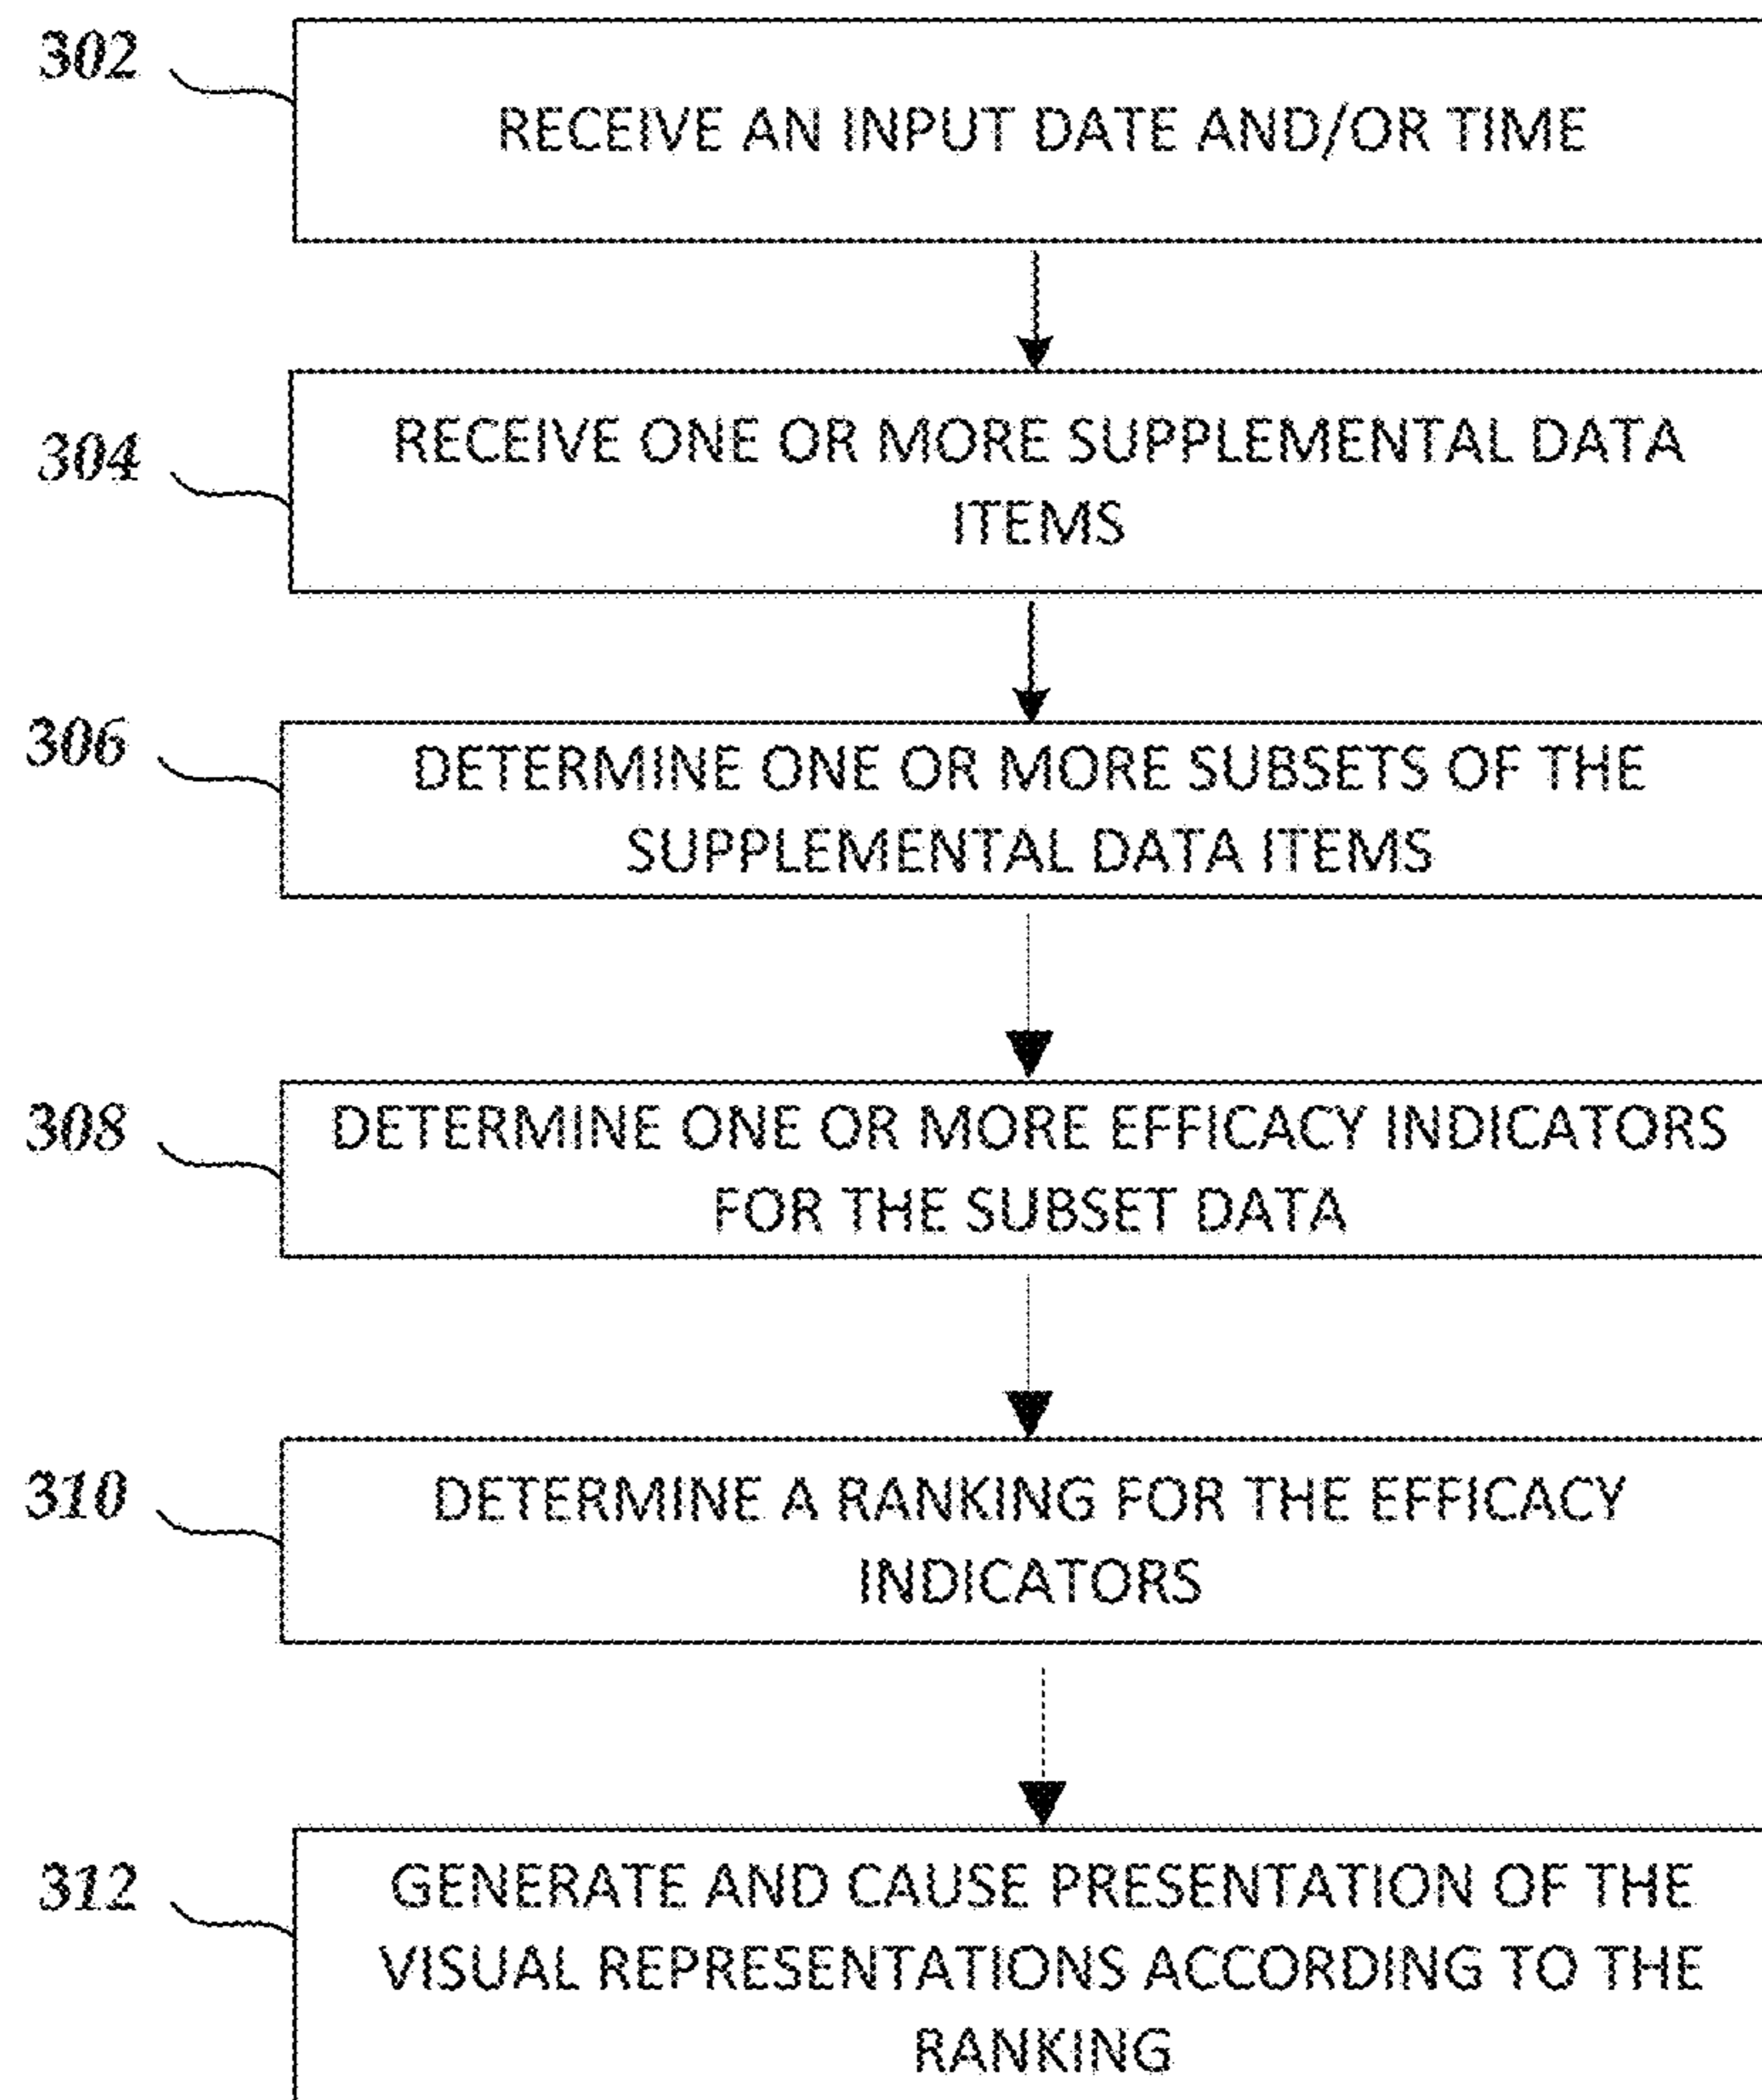 302
RECEIVE AN INPUT DATE AND/OR TIME
304
RECEIVE ONE OR MORE SUPPLEMENTAL DATA
ITEMS
306
DETERMINE ONE OR MORE SUBSETS OF THE
SUPPLEMENTAL DATA ITEMS
308
DETERMINE ONE OR MORE EFFICACY INDICATORS
FOR THE SUBSET DATA
310
DETERMINE A RANKING FOR THE EFFICACY
INDICATORS
312
GENERATE AND CAUSE PRESENTATION OF THE
VISUAL REPRESENTATIONS ACCORDING TO THE
RANKING